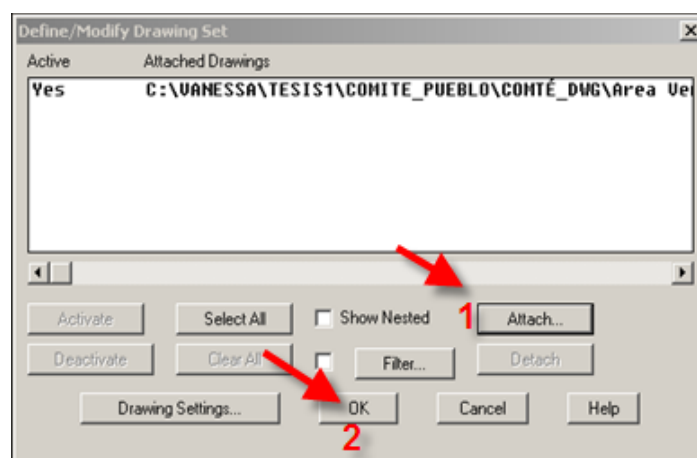 Define/Modify Drawing Set
Active Attached Drawings
Yes C:\VANESSA\TESIS1\COMITE_PUEBLO\COMTÉ_DWG\Area Ver
1
Activate Select All Show Nested Attach...
Deactivate Clear All Filter... Detach
Drawing Settings... OK Cancel Help
2